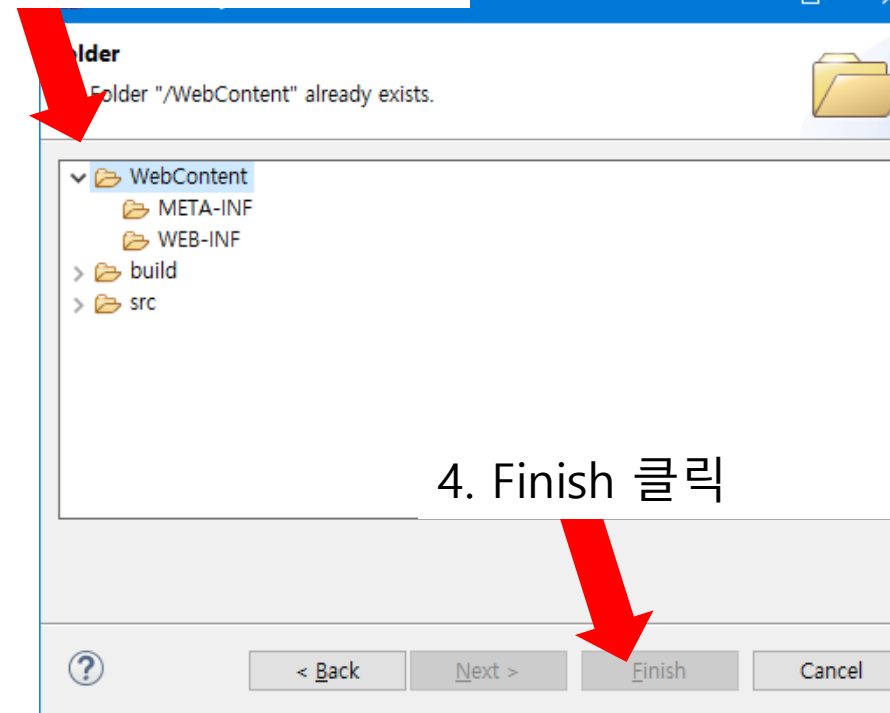 Folder "/WebContent" already exists.
WebContent
META-INF
WEB-INF
build
src
4. Finish 클릭
?
< Back
Next >
Finish
Cancel